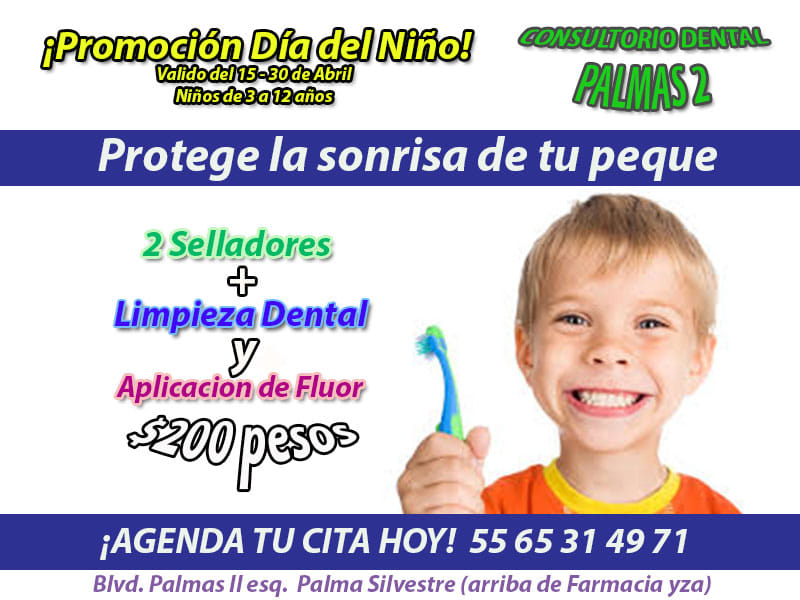 ¡Promoción Día del Niño!
Valido del 15 - 30 de Abril
Niños de 3 a 12 años
CONSULTORIO DENTAL
PALMAS 2
Protege la sonrisa de tu peque
2 Selladores
+
Limpieza Dental
y
Aplicacion de Fluor
$200 pesos
¡AGENDA TU CITA HOY! 55 65 31 49 71
Blvd. Palmas II esq. Palma Silvestre (arriba de Farmacia yza)